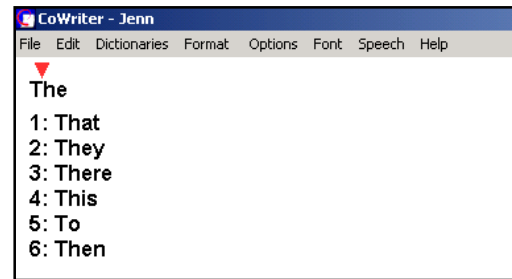 CoWriter - Jenn
File Edit Dictionaries Format Options Font Speech Help
The
1: That
2: They
3: There
4: This
5: To
6: Then